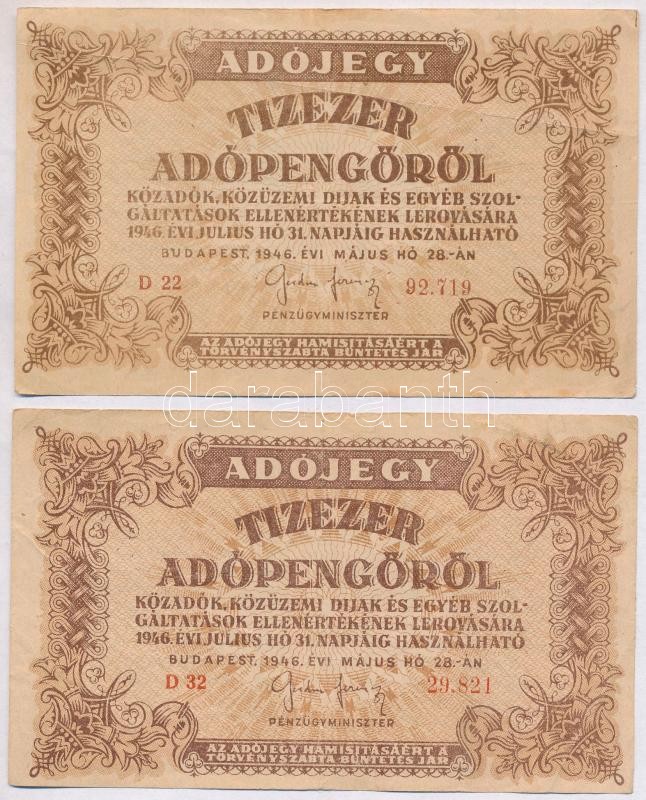 ADÓJEGY
TIZEZER
ADÓPENGŐRŐL
KÖZADÓK, KÖZÜZEMI DIJAK ÉS EGYÉB SZOL-
GÁLTATÁSOK ELLENÉRTÉKÉNEK LEROVÁSÁRA
1946. ÉVI JULIUS HÓ 31. NAPJÁIG HASZNÁLHATÓ
BUDAPEST, 1946. ÉVI MÁJUS HÓ 28.-ÁN
D 22 92.719
PÉNZÜGYMINISZTER
AZ ADÓJEGY HAMISITÁSÁÉRT A
TÖRVÉNYSZABTA BÜNTETÉS JÁR
darabanth
ADÓJEGY
TIZEZER
ADÓPENGŐRŐL
KÖZADÓK, KÖZÜZEMI DIJAK ÉS EGYÉB SZOL-
GÁLTATÁSOK ELLENÉRTÉKÉNEK LEROVÁSÁRA
1946. ÉVI JULIUS HÓ 31. NAPJÁIG HASZNÁLHATÓ
BUDAPEST, 1946. ÉVI MÁJUS HÓ 28.-ÁN
D 32 29.821
PÉNZÜGYMINISZTER
AZ ADÓJEGY HAMISITÁSÁÉRT A
TÖRVÉNYSZABTA BÜNTETÉS JÁR